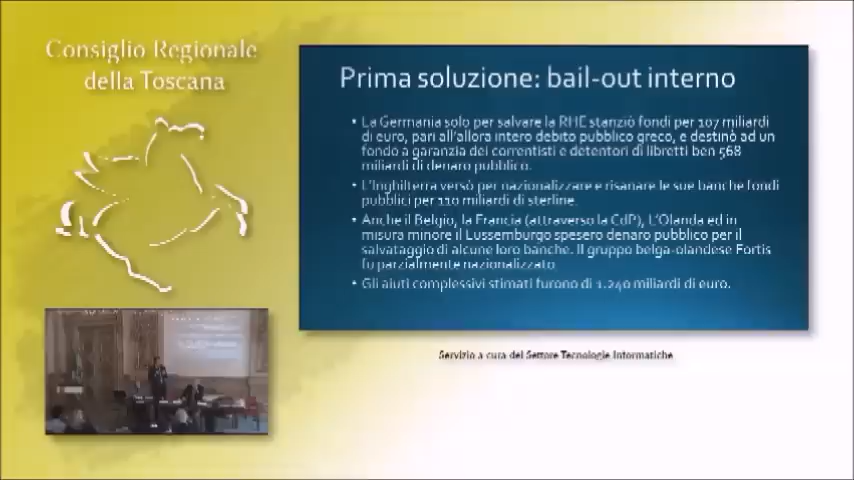 Consiglio Regionale
della Toscana
Prima soluzione: bail-out interno
• La Germania solo per salvare la RHE stanziò fondi per 107 miliardi
di euro, pari all'allora intero debito pubblico greco, e destinò ad un
fondo a garanzia dei correntisti e detentori di libretti ben 568
miliardi di denaro pubblico.
• L'Inghilterra versò per nazionalizzare e risanare le sue banche fondi
pubblici per 110 miliardi di sterline.
• Anche il Belgio, la Francia (attraverso la CdP), L'Olanda ed in
misura minore il Lussemburgo spesero denaro pubblico per il
salvataggio di alcune loro banche. Il gruppo belga-olandese Fortis
fu parzialmente nazionalizzato
• Gli aiuti complessivi stimati furono di 1.240 miliardi di euro.
Servizio a cura del Settore Tecnologie Informatiche